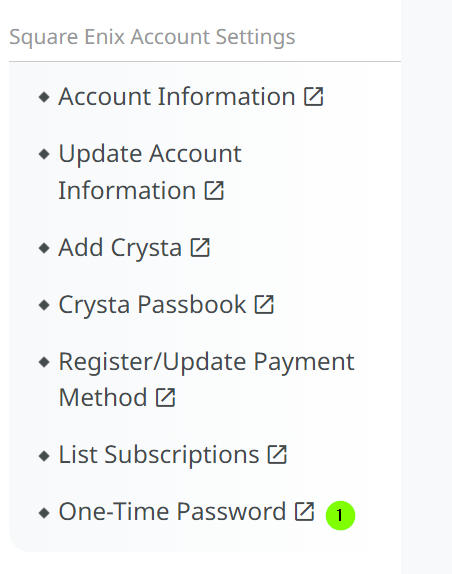 Square Enix Account Settings
Account Information
Update Account
Information
Add Crysta
Crysta Passbook
Register/Update Payment
Method
List Subscriptions
One-Time Password 1